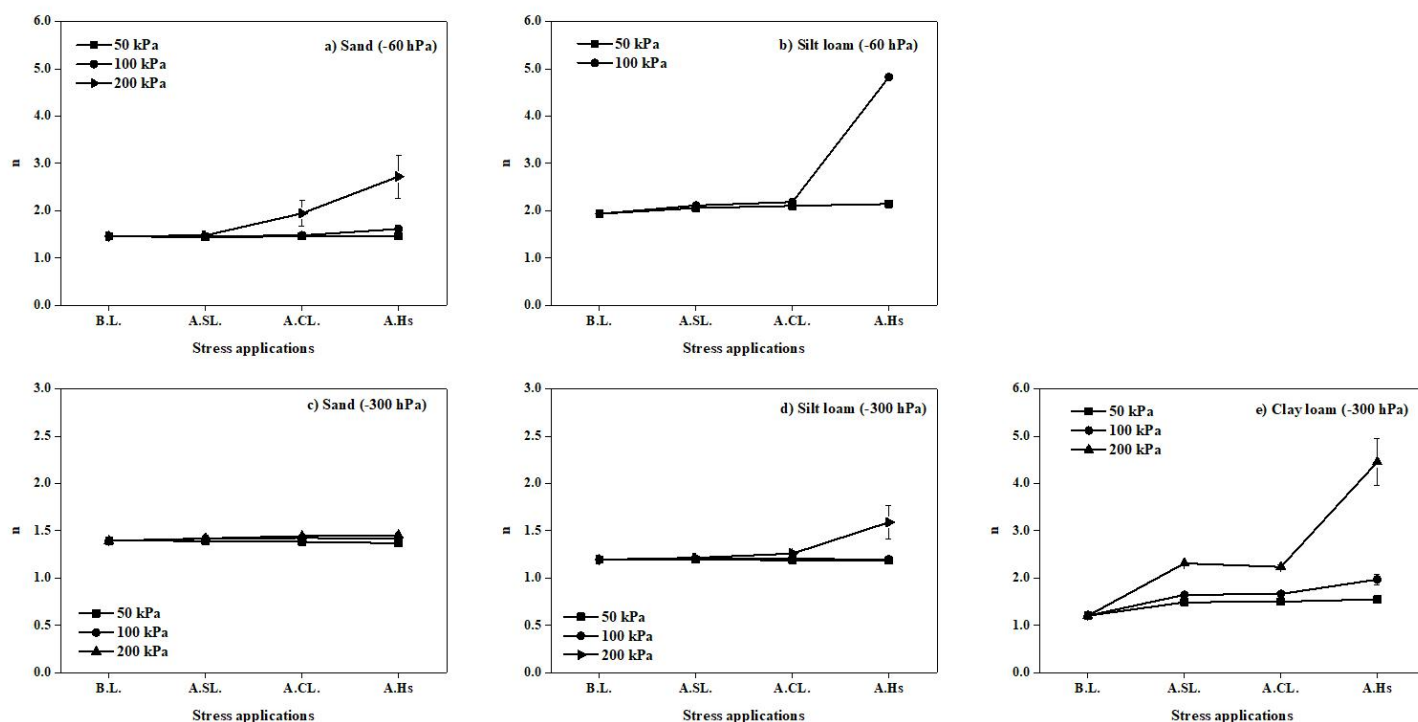 a) Sand (-60 hPa)
50 kPa
100 kPa
200 kPa
6.0
5.0
4.0
3.0
2.0
1.0
0.0
n
B.L. A.SL. A.CL. A.Hs
Stress applications
b) Silt loam (-60 hPa)
50 kPa
100 kPa
6.0
5.0
4.0
3.0
2.0
1.0
0.0
n
B.L. A.SL. A.CL. A.Hs
Stress applications
c) Sand (-300 hPa)
3.0
2.5
2.0
1.5
1.0
0.5
0.0
n
50 kPa
100 kPa
200 kPa
B.L. A.SL. A.CL. A.Hs
Stress applications
d) Silt loam (-300 hPa)
3.0
2.5
2.0
1.5
1.0
0.5
0.0
n
50 kPa
100 kPa
200 kPa
B.L. A.SL. A.CL. A.Hs
Stress applications
e) Clay loam (-300 hPa)
50 kPa
100 kPa
200 kPa
6.0
5.0
4.0
3.0
2.0
1.0
0.0
n
B.L. A.SL. A.CL. A.Hs
Stress applications